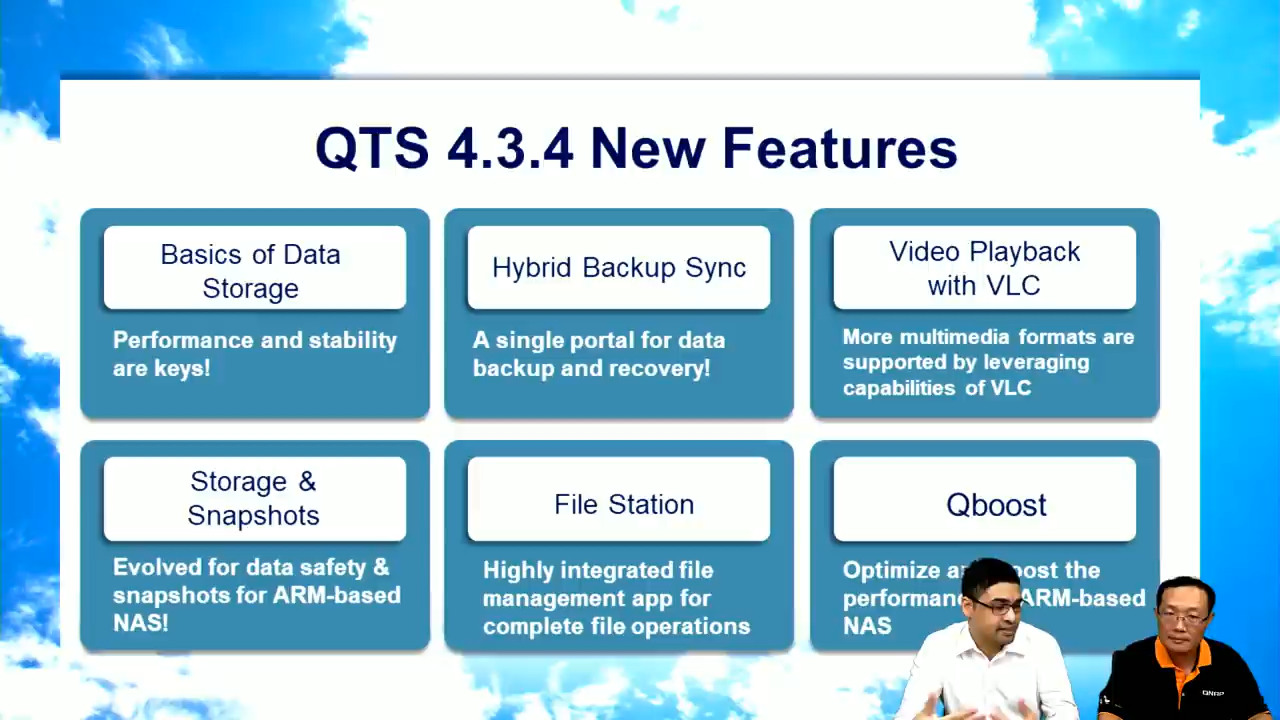 QTS 4.3.4 New Features
Basics of Data
Storage
Performance and stability
are keys!
Hybrid Backup Sync
A single portal for data
backup and recovery!
Video Playback
with VLC
More multimedia formats are
supported by leveraging
capabilities of VLC
Storage &
Snapshots
Evolved for data safety &
snapshots for ARM-based
NAS!
File Station
Highly integrated file
management app for
complete file operations
Qboost
Optimize the
ARM-based
NAS
QNAP